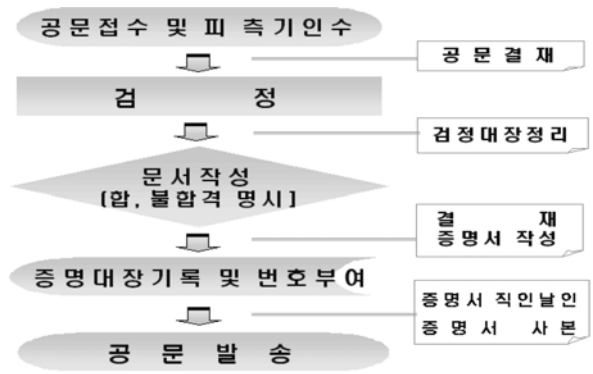 공문접수 및 피 측기인수
공 문 결 재
검 정
검정대장정리
문서작성
(합, 불합격 명시]
결 재
증명서 작성
증명대장기록 및 번호부여
증명서 직인날인
증명서 사본
공 문 발 송